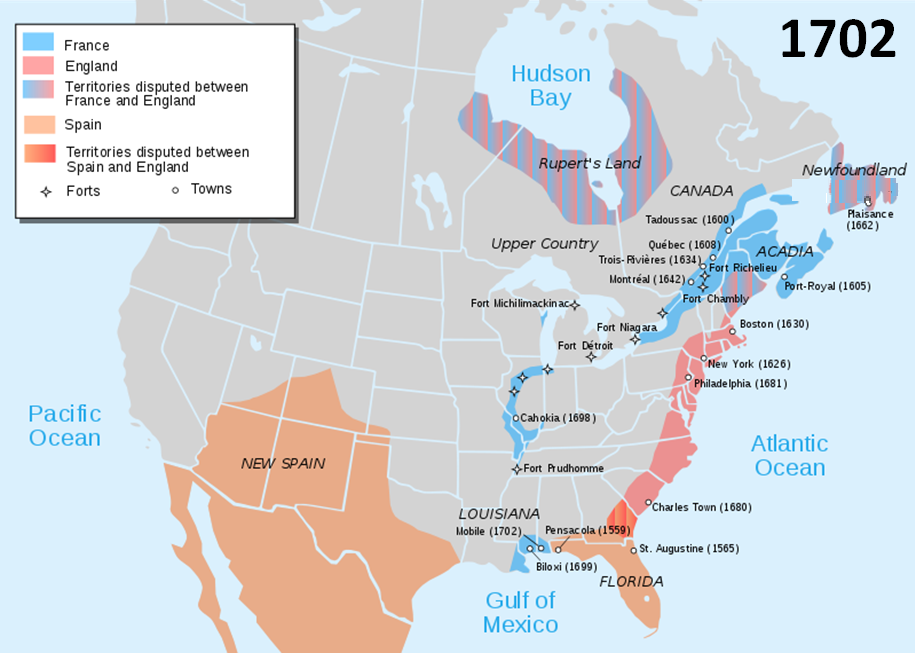 1702
France
England
Territories disputed between
France and England
Spain
Territories disputed between
Spain and England
Forts
Towns
Hudson
Bay
Rupert's Land
Newfoundland
Plaisance
(1662)
CANADA
Tadoussac (1600)
Upper Country
Québec (1608)
ACADIA
Trois-Rivières (1634)
Fort Richelieu
Montréal (1642)
Port-Royal (1605)
Fort Chambly
Fort Michilimackinac
Fort Niagara
Boston (1630)
Fort Détroit
New York (1626)
Philadelphia (1681)
Pacific
Ocean
Cahokia (1698)
Atlantic
Ocean
NEW SPAIN
Fort Prudhomme
Charles Town (1680)
LOUISIANA
Mobile (1702)
Pensacola (1559)
St. Augustine (1565)
Biloxi (1699)
FLORIDA
Gulf of
Mexico